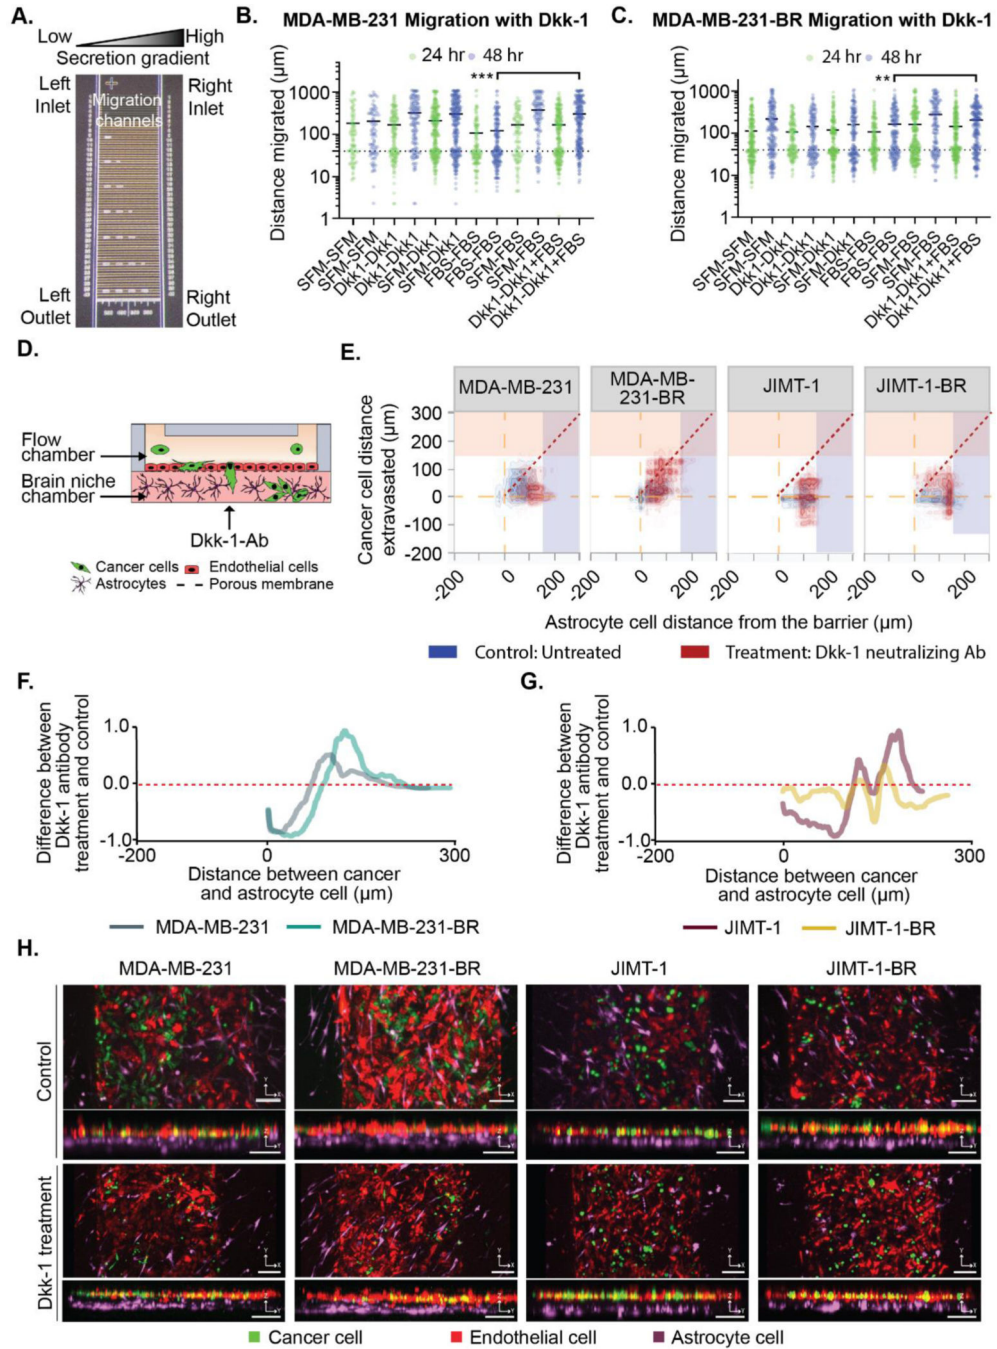 A.
Low
High
Secretion gradient
Left
Inlet
Right
Inlet
Migration
channels
Left
Outlet
Right
Outlet
B.
MDA-MB-231 Migration with Dkk-1
24 hr
48 hr
***
Distance migrated (μm)
1000
100
10
1
SFM-SFM
SFM-SFM
Dkk1-Dkk1
Dkk1-Dkk1
SFM-Dkk1
SFM-Dkk1
FBS-FBS
FBS-FBS
SFM-FBS
SFM-FBS
Dkk1-Dkk1+FBS
Dkk1-Dkk1+FBS
C.
MDA-MB-231-BR Migration with Dkk-1
24 hr
48 hr
**
Distance migrated (μm)
1000
100
10
1
SFM-SFM
SFM-SFM
Dkk1-Dkk1
Dkk1-Dkk1
SFM-Dkk1
SFM-Dkk1
FBS-FBS
FBS-FBS
SFM-FBS
SFM-FBS
Dkk1-Dkk1+FBS
Dkk1-Dkk1+FBS
D.
Flow
chamber
Brain niche
chamber
Dkk-1-Ab
Cancer cells
Endothelial cells
Astrocytes
Porous membrane
E.
MDA-MB-231
MDA-MB-
231-BR
JIMT-1
JIMT-1-BR
Cancer cell distance
extravasated (μm)
300
200
100
0
-100
-200
-200
0
200
-200
0
200
-200
0
200
-200
0
200
Astrocyte cell distance from the barrier (μm)
Control: Untreated
Treatment: Dkk-1 neutralizing Ab
F.
Difference between
Dkk-1 antibody
treatment and control
1.0
0.0
-1.0
-200
0
300
Distance between cancer
and astrocyte cell (μm)
MDA-MB-231
MDA-MB-231-BR
G.
Difference between
Dkk-1 antibody
treatment and control
1.0
0.0
-1.0
-200
0
300
Distance between cancer
and astrocyte cell (μm)
JIMT-1
JIMT-1-BR
H.
MDA-MB-231
MDA-MB-231-BR
JIMT-1
JIMT-1-BR
Control
Dkk-1 treatment
Cancer cell
Endothelial cell
Astrocyte cell